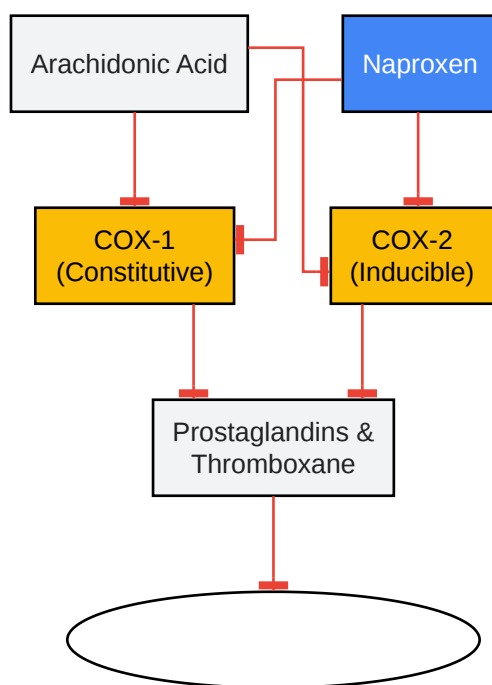 Arachidonic Acid
Naproxen
COX-1
(Constitutive)
COX-2
(Inducible)
Prostaglandins &
Thromboxane